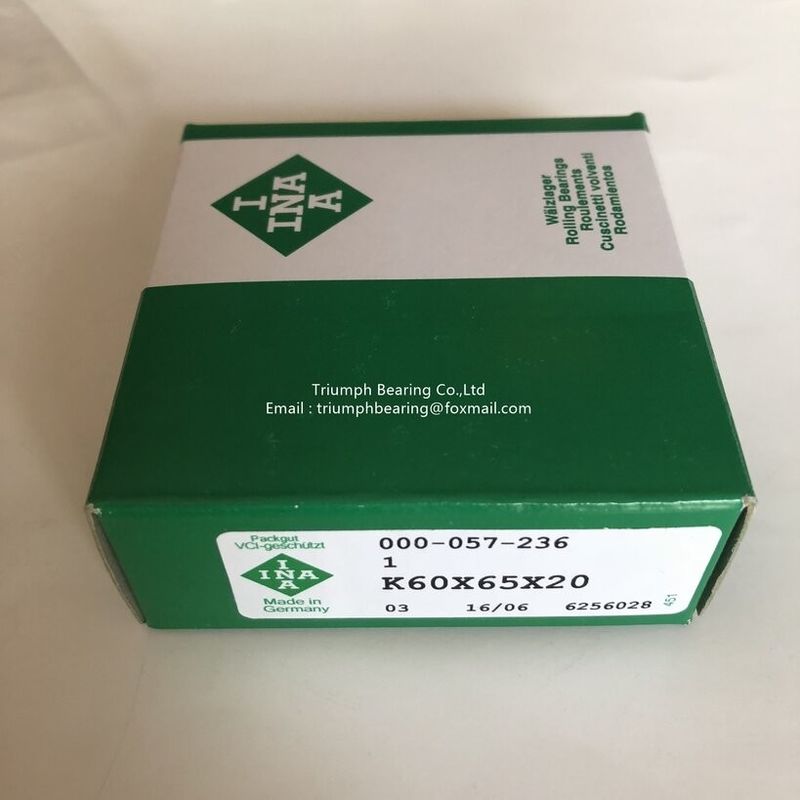 I
INA
A
Wälzlager
Rolling Bearings
Roulements
Cuscinetti volventi
Rodamientos
Triumph Bearing Co.,Ltd
Email : triumphbearing@foxmail.com
Packgut
VCI-geschützt
I
INA
A
Made in
Germany
000-057-236
1
K60X65X20
03 16/06 6256028
451